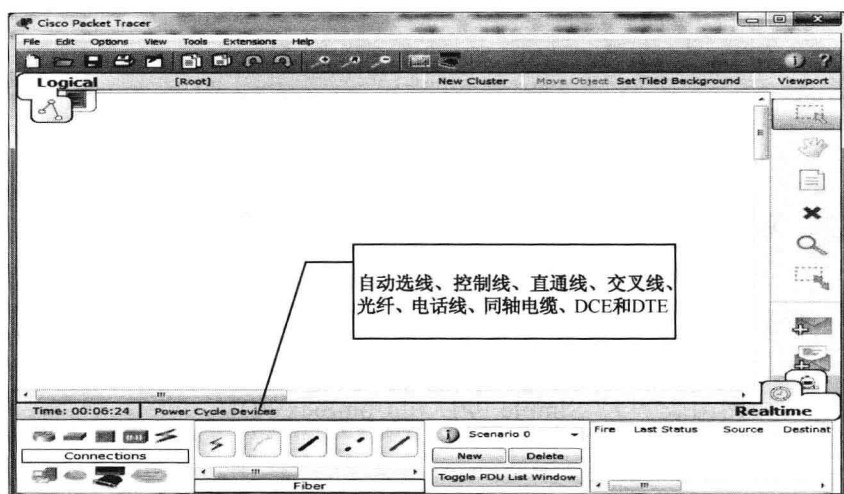 Cisco Packet Tracer
File Edit Options View Tools Extensions Help
Logical [Root] New Cluster Move Object Set Tiled Background Viewport
自动选线、控制线、直通线、交叉线、
光纤、电话线、同轴电缆、DCE和DTE
Time: 00:06:24 Power Cycle Devices Realtime
Connections
Fiber
Scenario 0
New Delete
Toggle PDU List Window
Fire Last Status Source Destinat